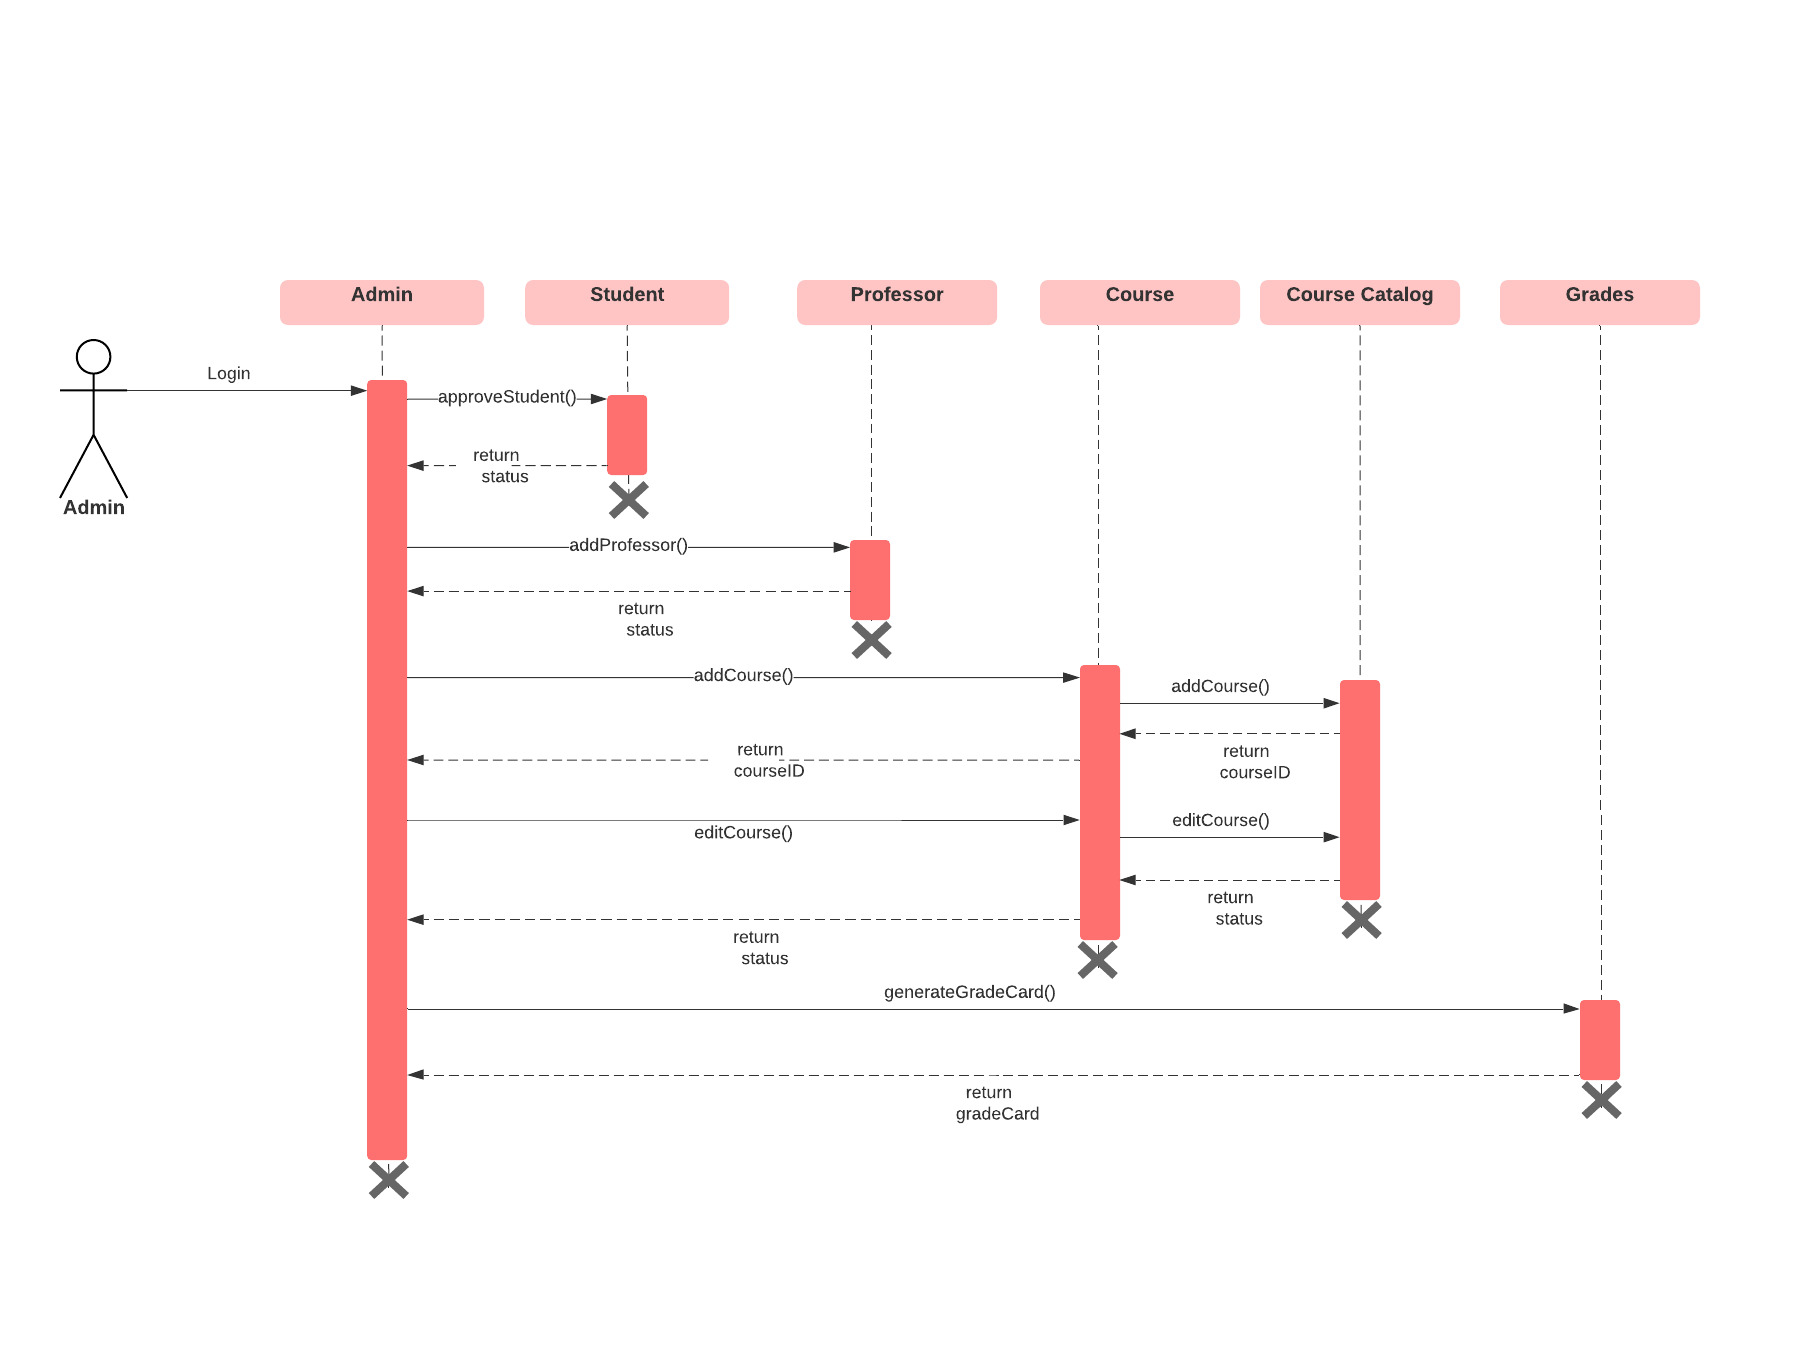 Admin
Student
Professor
Course
Course Catalog
Grades
Login
approveStudent()
return
status
Admin
addProfessor()
return
status
addCourse()
addCourse()
return
courseID
return
courseID
editCourse()
editCourse()
return
status
return
status
generateGradeCard()
return
gradeCard